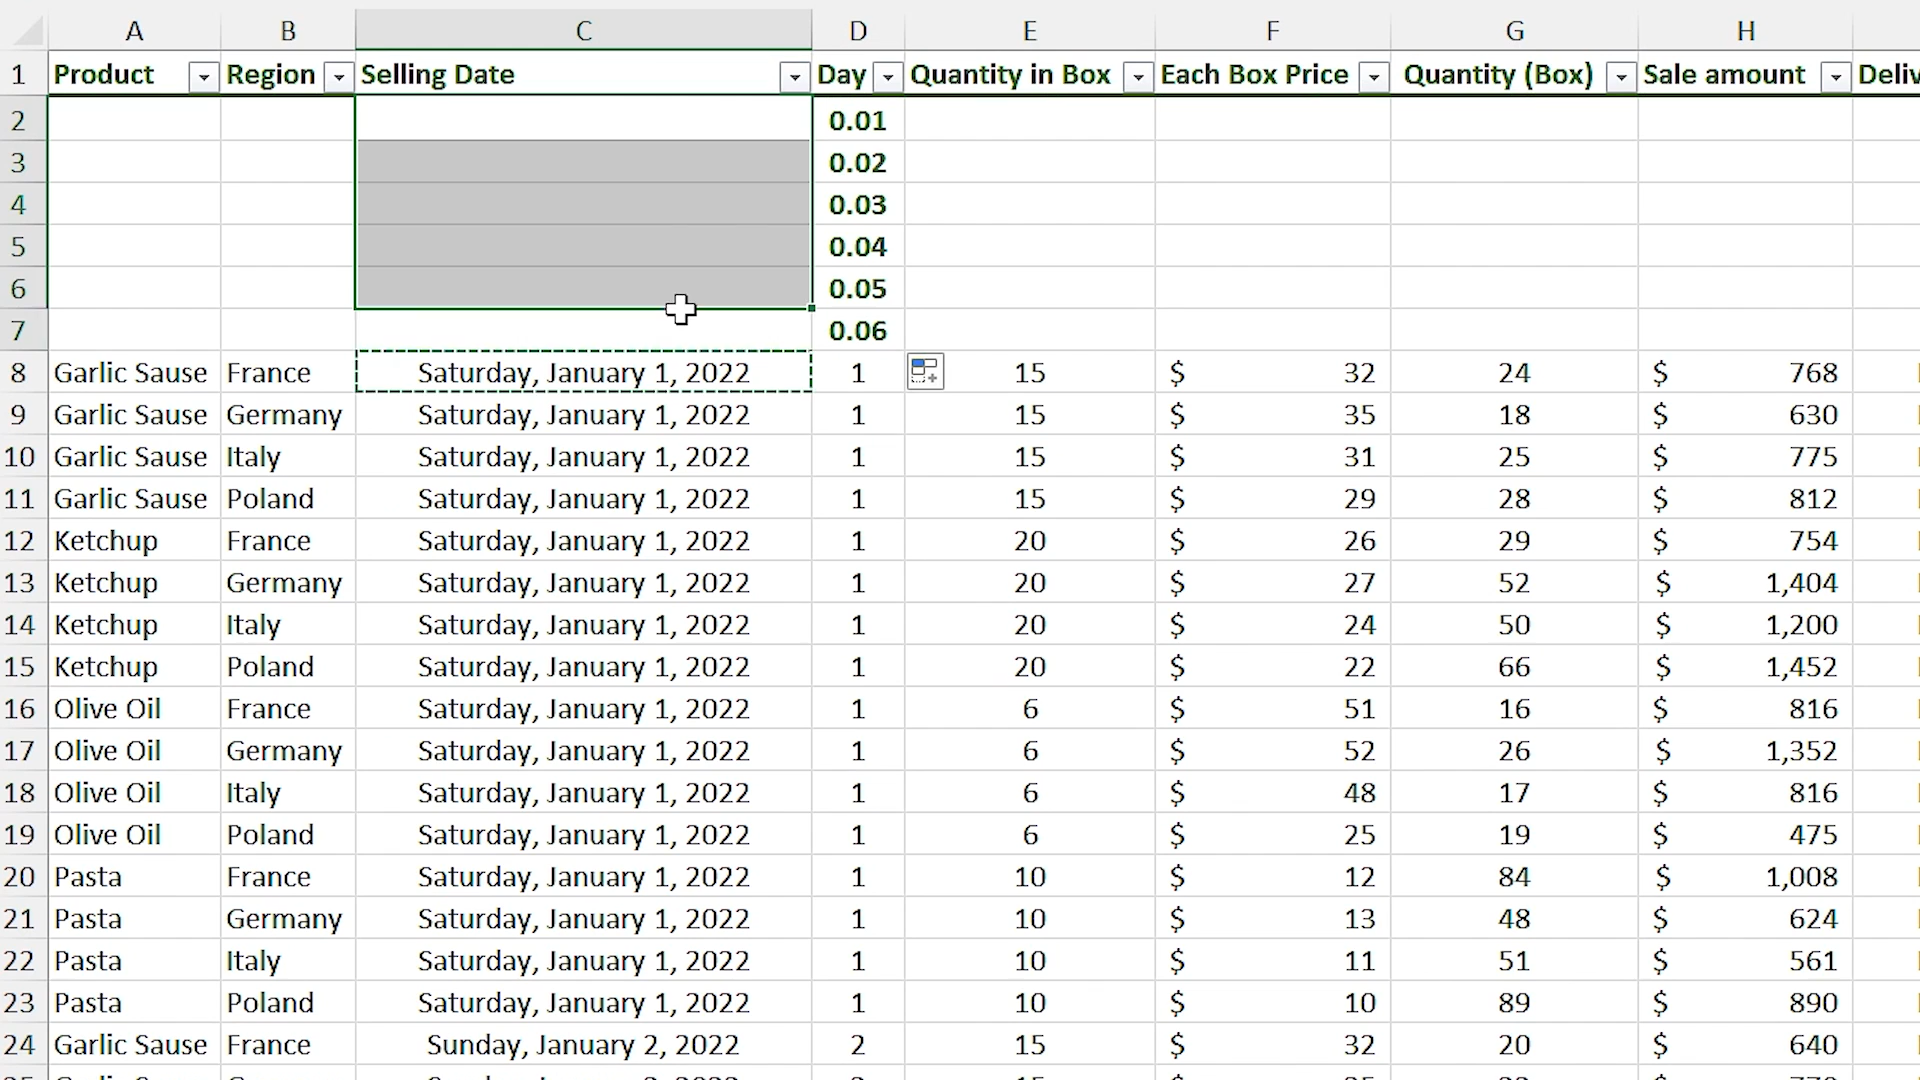 A B C D E F G H
1 Product Region Selling Date Day Quantity in Box Each Box Price Quantity (Box) Sale amount Deliv
2 0.01
3 0.02
4 0.03
5 0.04
6 0.05
7 0.06
8 Garlic Sause France Saturday, January 1, 2022 1 15 $ 32 24 $ 768
9 Garlic Sause Germany Saturday, January 1, 2022 1 15 $ 35 18 $ 630
10 Garlic Sause Italy Saturday, January 1, 2022 1 15 $ 31 25 $ 775
11 Garlic Sause Poland Saturday, January 1, 2022 1 15 $ 29 28 $ 812
12 Ketchup France Saturday, January 1, 2022 1 20 $ 26 29 $ 754
13 Ketchup Germany Saturday, January 1, 2022 1 20 $ 27 52 $ 1,404
14 Ketchup Italy Saturday, January 1, 2022 1 20 $ 24 50 $ 1,200
15 Ketchup Poland Saturday, January 1, 2022 1 20 $ 22 66 $ 1,452
16 Olive Oil France Saturday, January 1, 2022 1 6 $ 51 16 $ 816
17 Olive Oil Germany Saturday, January 1, 2022 1 6 $ 52 26 $ 1,352
18 Olive Oil Italy Saturday, January 1, 2022 1 6 $ 48 17 $ 816
19 Olive Oil Poland Saturday, January 1, 2022 1 6 $ 25 19 $ 475
20 Pasta France Saturday, January 1, 2022 1 10 $ 12 84 $ 1,008
21 Pasta Germany Saturday, January 1, 2022 1 10 $ 13 48 $ 624
22 Pasta Italy Saturday, January 1, 2022 1 10 $ 11 51 $ 561
23 Pasta Poland Saturday, January 1, 2022 1 10 $ 10 89 $ 890
24 Garlic Sause France Sunday, January 2, 2022 2 15 $ 32 20 $ 640